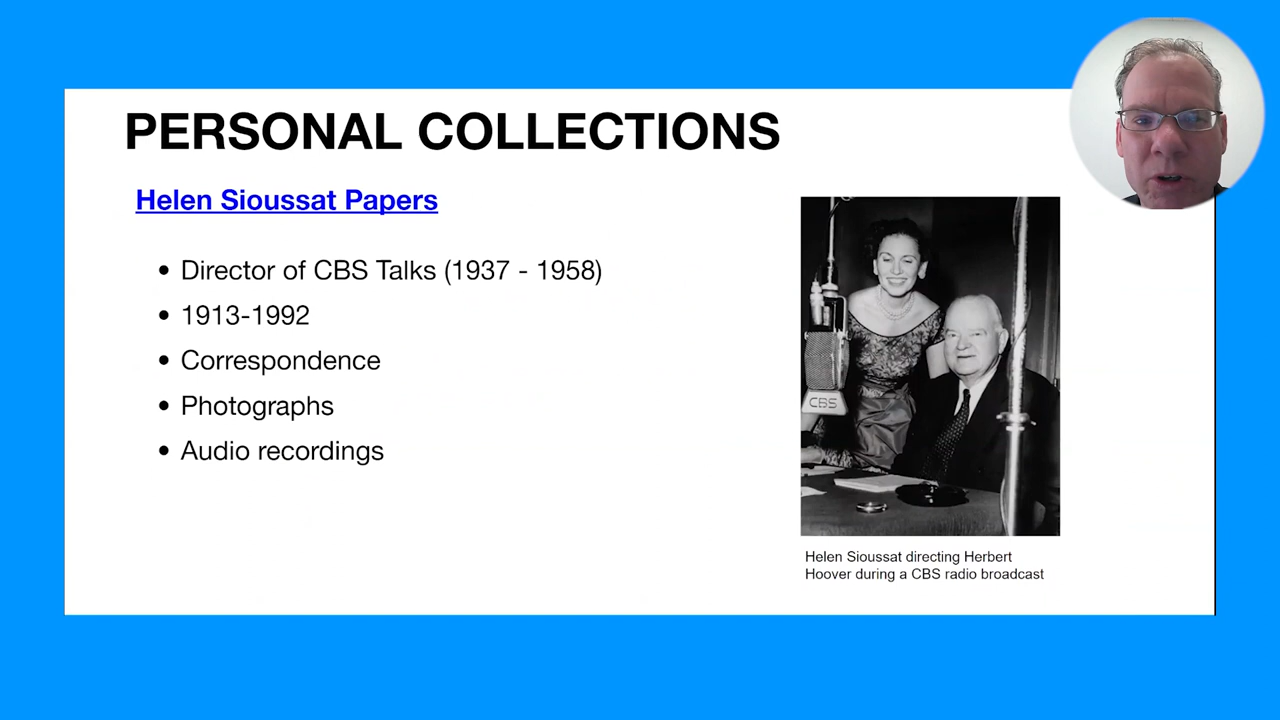 PERSONAL COLLECTIONS
Helen Sioussat Papers
• Director of CBS Talks (1937 - 1958)
• 1913-1992
• Correspondence
• Photographs
• Audio recordings
CBS
Helen Sioussat directing Herbert
Hoover during a CBS radio broadcast